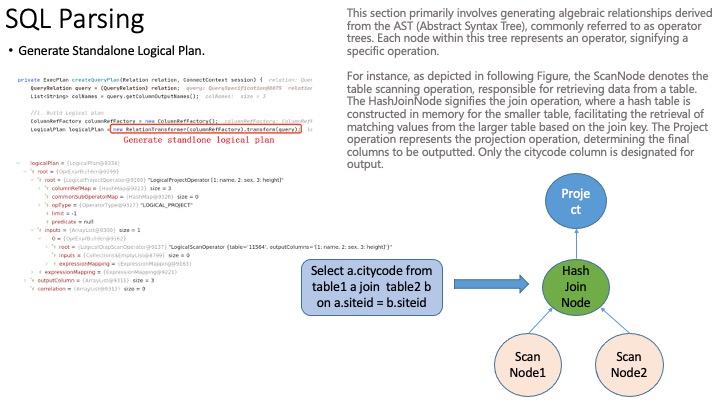 SQL Parsing
• Generate Standalone Logical Plan.
private ExecPlan createQueryPlan(Relation relation, ConnectContext session) { relation:
QueryRelation query = (QueryRelation) relation; query: relation
List<String> colNames = query.getColumnOutputNames(); colNames: size = 3
//1. Build logical plan
ColumnRefFactory columnRefFactory = new ColumnRefFactory(); columnRefFactory:
LogicalPlan logicalPlan = new RelationTransformer(columnRefFactory).transform(query);
Generate standlone logical plan
logicalPlan = {LogicalPlan@9334}
root = {OptExprBuilder@9199}
root = {LogicalProjectOperator@9160} "LogicalProjectOperator{[1: name, 2: sex, 3: height]}"
columnRefMap = {HashMap@9223} size = 3
commonSubOperatorMap = {HashMap@9326} size = 0
opType = {OperatorType@9327} "LOGICAL_PROJECT"
limit = -1
predicate = null
inputs = {ArrayList@9300} size = 1
0 = {OptExprBuilder@9162}
root = {LogicalOlapScanOperator@9137} "LogicalScanOperator {table='11564', outputColumns='[1: name, 2: sex, 3: height]'}
inputs = {Collections$EmptyList@8799} size = 0
expressionMapping = {ExpressionMapping@9163}
expressionMapping = {ExpressionMapping@9221}
outputColumn = {ArrayList@9311} size = 3
correlation = {ArrayList@9312} size = 0
This section primarily involves generating algebraic relationships derived
from the AST (Abstract Syntax Tree), commonly referred to as operator
trees. Each node within this tree represents an operator, signifying a
specific operation.
For instance, as depicted in following Figure, the ScanNode denotes the
table scanning operation, responsible for retrieving data from a table.
The HashJoinNode signifies the join operation, where a hash table is
constructed in memory for the smaller table, facilitating the retrieval of
matching values from the larger table based on the join key. The Project
operation represents the projection operation, determining the final
columns to be outputted. Only the citycode column is designated for
output.
Proje
ct
Select a.citycode from
table1 a join table2 b
on a.siteid = b.siteid
Hash
Join
Node
Scan
Node1
Scan
Node2